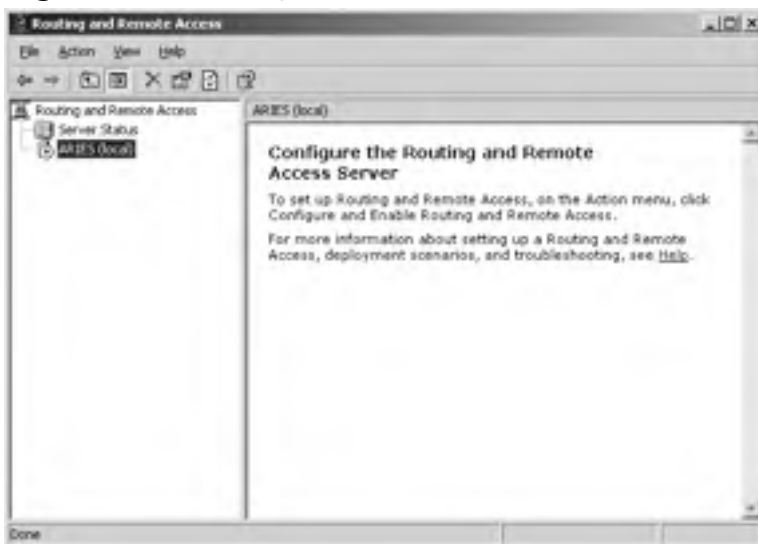 Routing and Remote Access
File Action View Help
Routing and Remote Access
Server Status
ARIES (local)
ARIES (local)
Configure the Routing and Remote
Access Server
To set up Routing and Remote Access, on the Action menu, click
Configure and Enable Routing and Remote Access.
For more information about setting up a Routing and Remote
Access, deployment scenarios, and troubleshooting, see Help.
Done